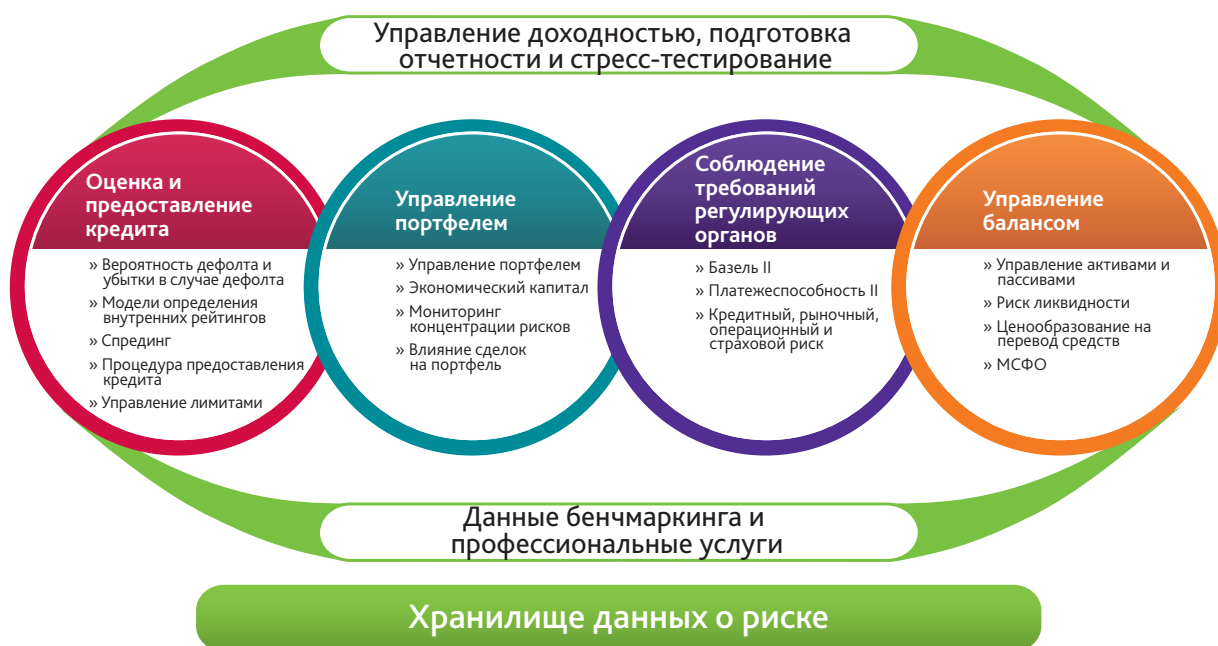 Управление доходностью, подготовка
отчетности и стресс-тестирование
Оценка и
предоставление
кредита
» Вероятность дефолта и
убытки в случае дефолта
» Модели определения
внутренних рейтингов
» Спрединг
» Процедура предоставления
кредита
» Управление лимитами
Управление
портфелем
» Управление портфелем
» Экономический капитал
» Мониторинг
концентрации рисков
» Влияние сделок
на портфель
Соблюдение
требований
регулирующих
органов
» Базель II
» Платежеспособность II
» Кредитный, рыночный,
операционный и
страховой риск
Управление
балансом
» Управление активами и
пассивами
» Риск ликвидности
» Ценообразование на
перевод средств
» МСФО
Данные бенчмаркинга и
профессиональные услуги
Хранилище данных о риске